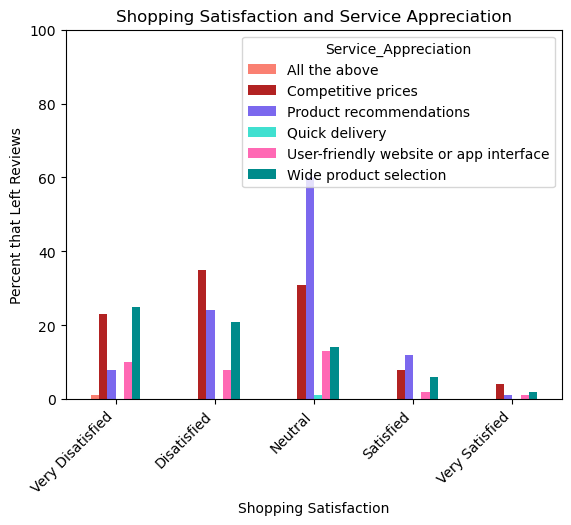 Shopping Satisfaction and Service Appreciation
100
80
60
40
20
0
Percent that Left Reviews
Service_Appreciation
All the above
Competitive prices
Product recommendations
Quick delivery
User-friendly website or app interface
Wide product selection
Very Disatisfied
Disatisfied
Neutral
Satisfied
Very Satisfied
Shopping Satisfaction